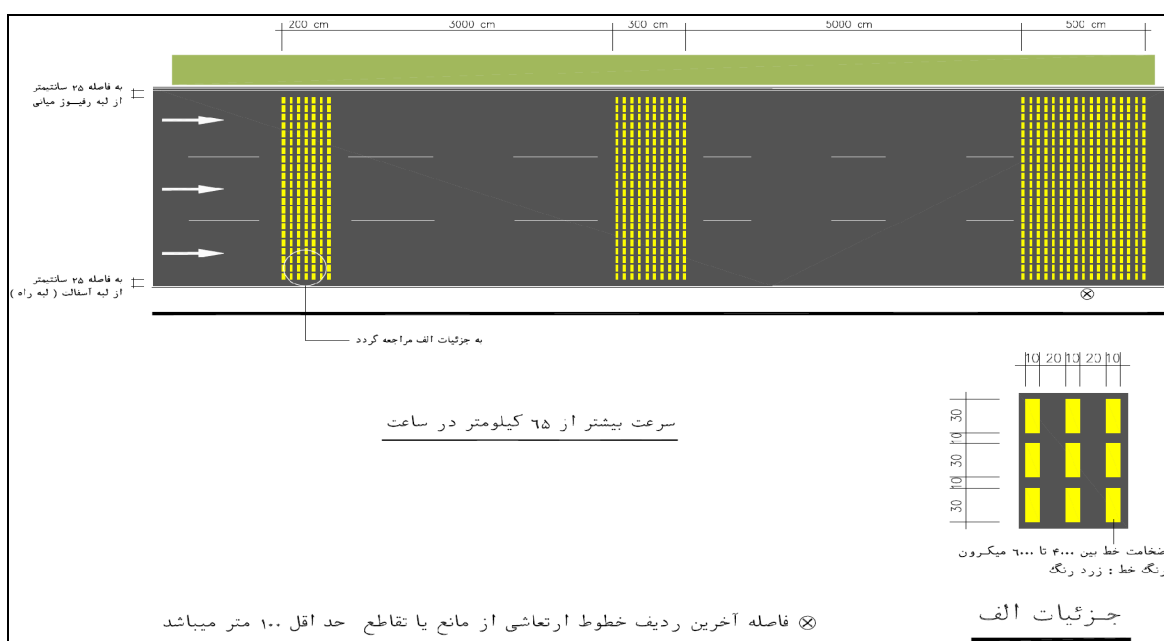 200 cm 3000 cm 300 cm 5000 cm 500 cm
به فاصله ۲۵ سانتیمتر
از لبه رفیوژ میانی
به فاصله ۲۵ سانتیمتر
از لبه آسفالت ( لبه راه )
به جزئیات الف مراجعه گردد
سرعت بیشتر از ٦۵ کیلومتر در ساعت
10 20 10 20 10
30
10
30
10
30
ضخامت خط بین ۴۰۰۰ تا ٦۰۰۰ میکرون
رنگ خط : زرد رنگ
جزئیات الف
فاصله آخرین ردیف خطوط ارتعاشی از مانع یا تقاطع حد اقل ۱۰۰ متر میباشد